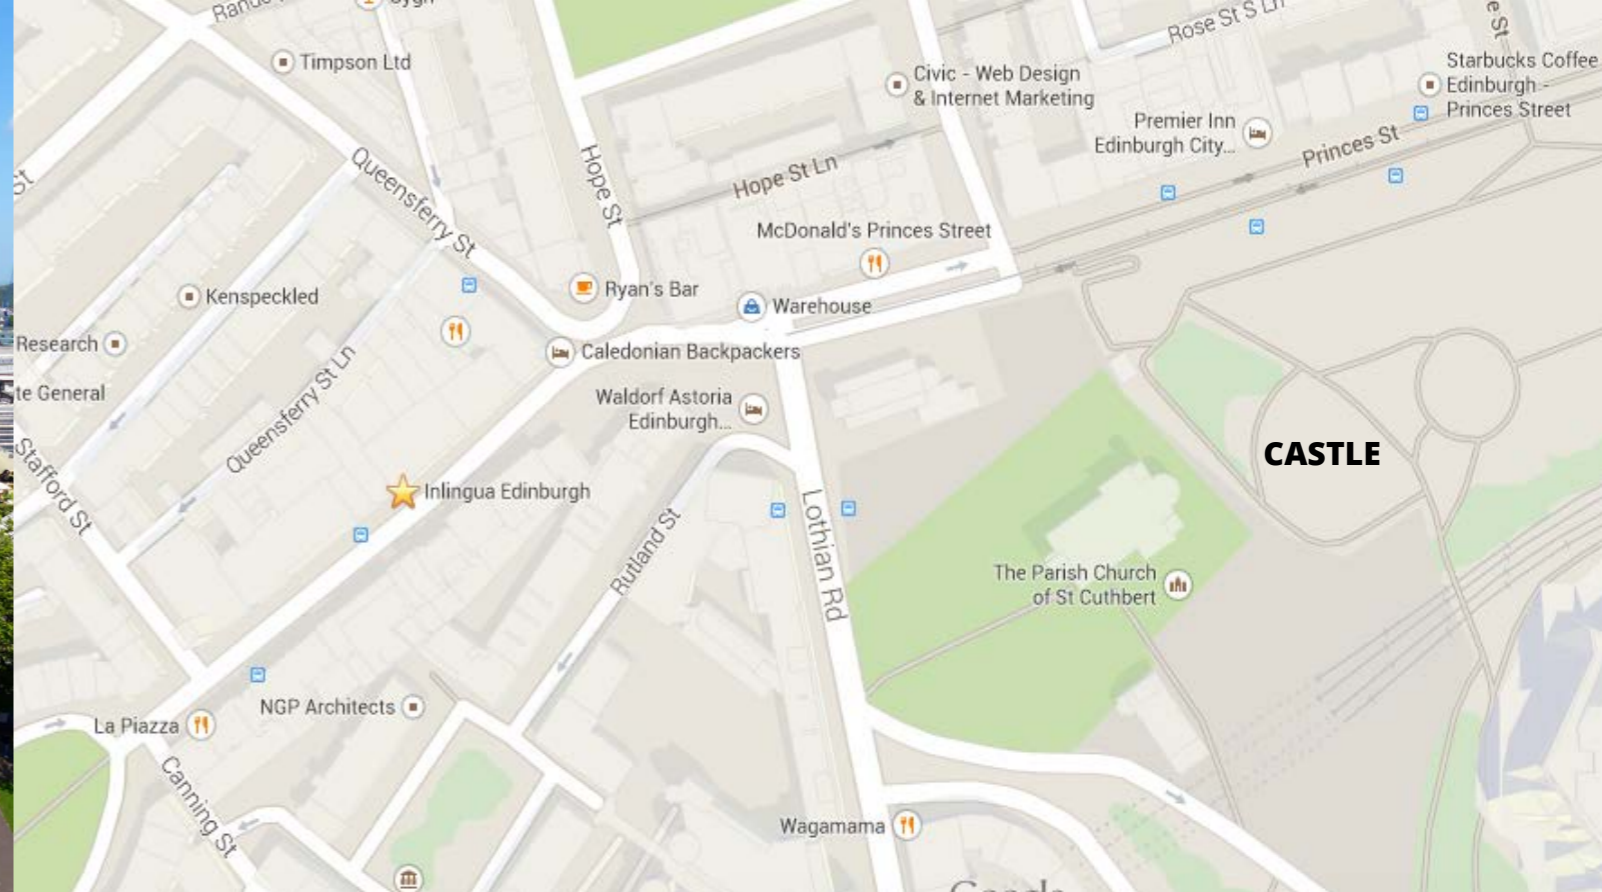 Timpson Ltd
Rose St S Ln
Civic - Web Design
& Internet Marketing
Starbucks Coffee
Edinburgh -
Princes Street
Premier Inn
Edinburgh City...
Princes St
Queensferry St
Hope St
Hope St Ln
McDonald's Princes Street
Kenspeckled
Ryan's Bar
Warehouse
Research
Caledonian Backpackers
te General
Queensferry St Ln
Waldorf Astoria
Edinburgh...
CASTLE
Stafford St
Inlingua Edinburgh
Lothian Rd
Rutland St
The Parish Church
of St Cuthbert
NGP Architects
La Piazza
Canning St
Wagamama
Google